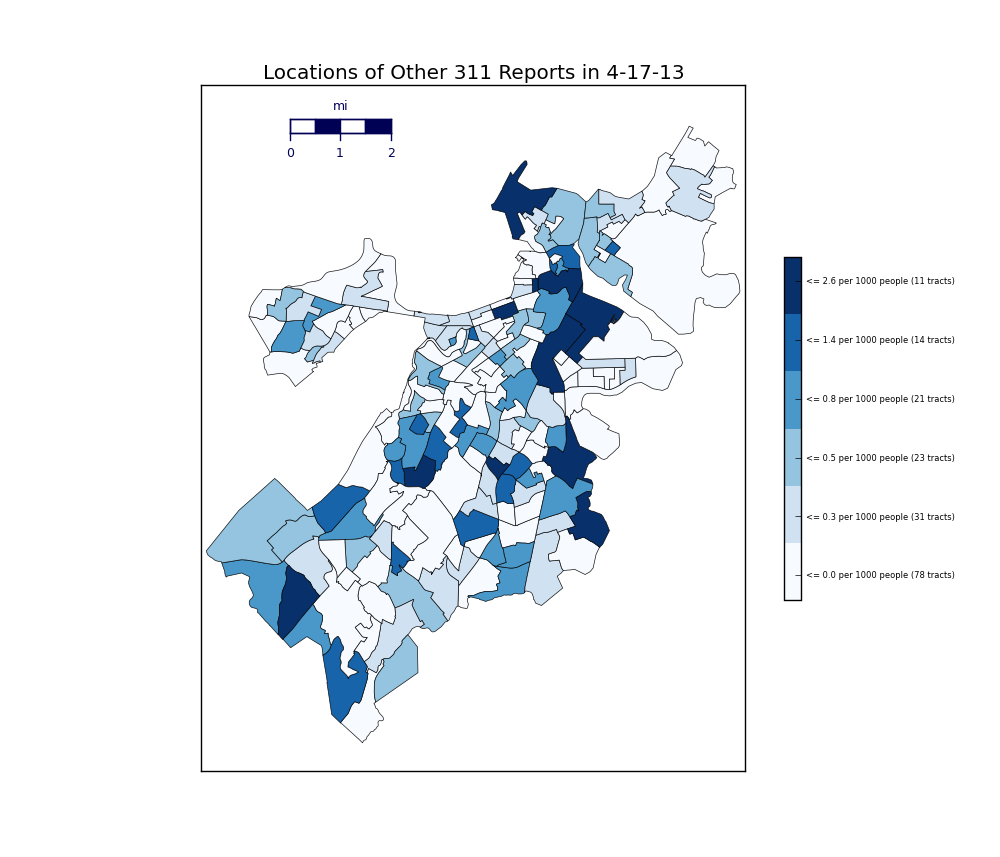 Locations of Other 311 Reports in 4-17-13
mi
0 1 2
<= 2.6 per 1000 people (11 tracts)
<= 1.4 per 1000 people (14 tracts)
<= 0.8 per 1000 people (21 tracts)
<= 0.5 per 1000 people (23 tracts)
<= 0.3 per 1000 people (31 tracts)
<= 0.0 per 1000 people (78 tracts)